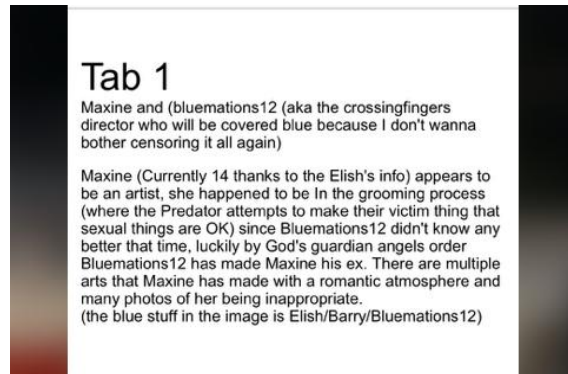 Tab 1
Maxine and (bluemations12 (aka the crossingfingers
director who will be covered blue because I don't wanna
bother censoring it all again)
Maxine (Currently 14 thanks to the Elish's info) appears to
be an artist, she happened to be In the grooming process
(where the Predator attempts to make their victim thing that
sexual things are OK) since Bluemations12 didn't know any
better that time, luckily by God's guardian angels order
Bluemations12 has made Maxine his ex. There are multiple
arts that Maxine has made with a romantic atmosphere and
many photos of her being inappropriate.
(the blue stuff in the image is Elish/Barry/Bluemations12)